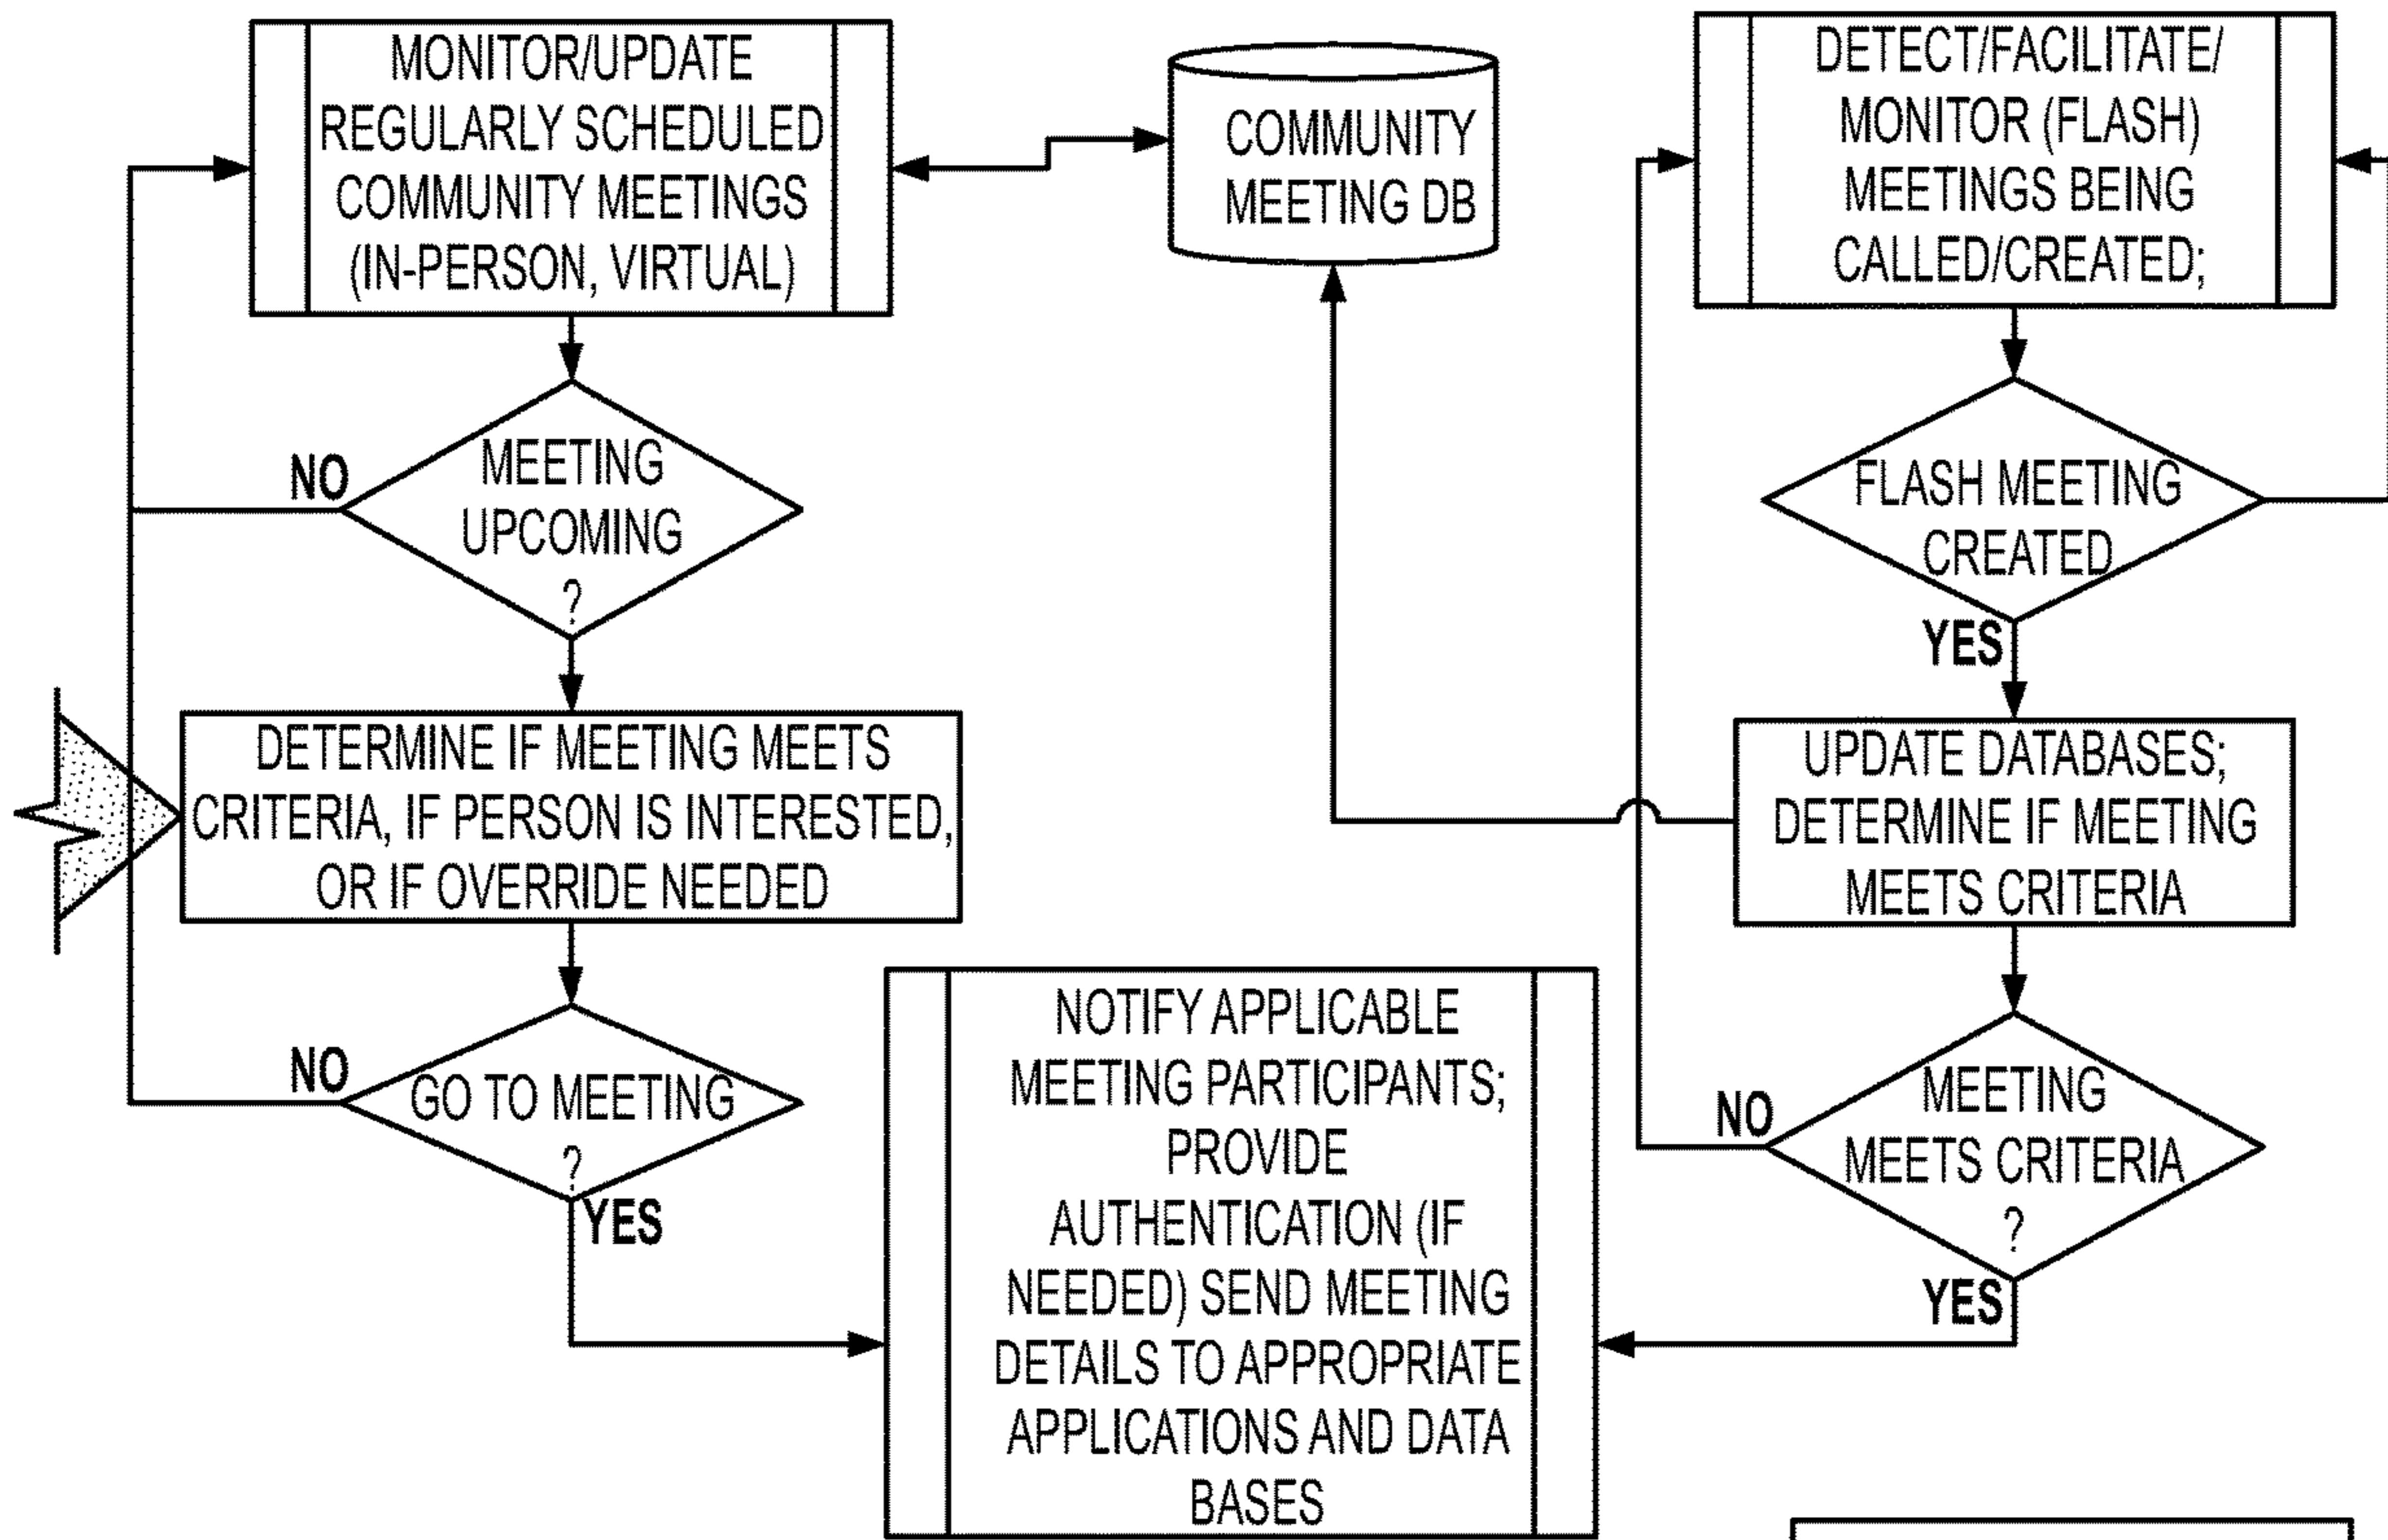 MONITOR/UPDATE
REGULARLY SCHEDULED
COMMUNITY MEETINGS
(IN-PERSON, VIRTUAL)
COMMUNITY
MEETING DB
DETECT/FACILITATE/
MONITOR (FLASH)
MEETINGS BEING
CALLED/CREATED;
NO
MEETING
UPCOMING
?
FLASH MEETING
CREATED
YES
DETERMINE IF MEETING MEETS
CRITERIA, IF PERSON IS INTERESTED,
OR IF OVERRIDE NEEDED
UPDATE DATABASES;
DETERMINE IF MEETING
MEETS CRITERIA
NO
GO TO MEETING
?
YES
NOTIFY APPLICABLE
MEETING PARTICIPANTS;
PROVIDE
AUTHENTICATION (IF
NEEDED) SEND MEETING
DETAILS TO APPROPRIATE
APPLICATIONS AND DATA
BASES
NO
MEETING
MEETS CRITERIA
?
YES